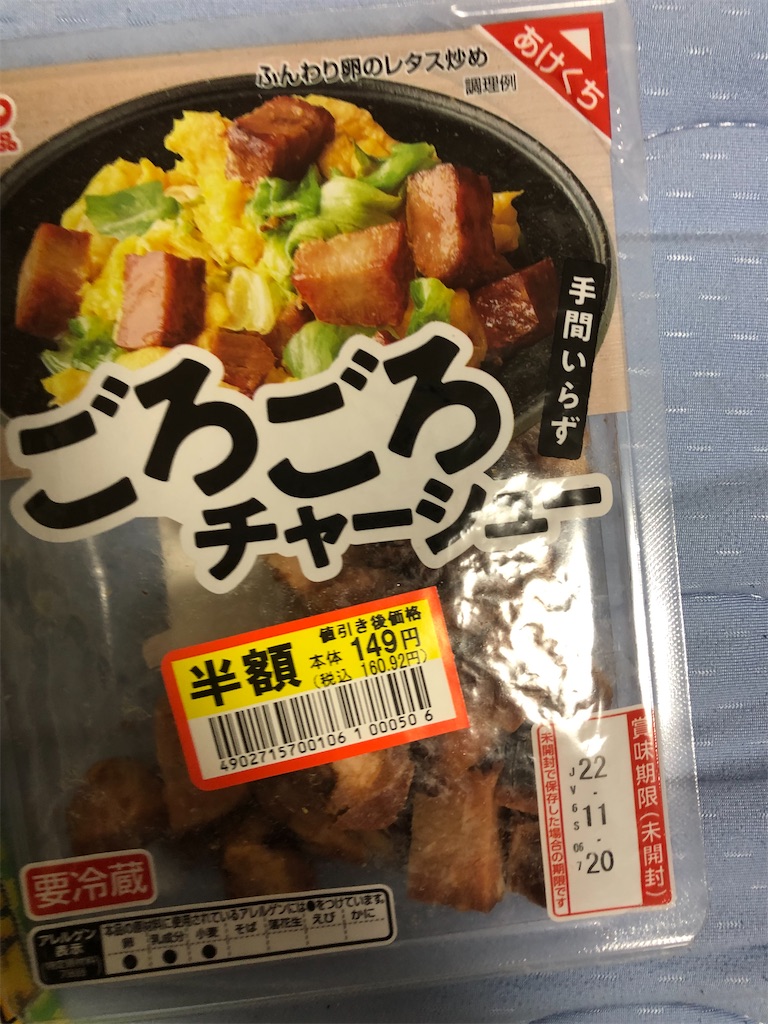 ふんわり卵のレタス炒め
調理例
あけくち
手間いらず
ごろごろ
チャーシュー
値引き後価格
半額
本体 149円
(税込 160.92円)
4902715700106 1 00050 6
賞味期限(未開封)
未開封で保存した場合の期限です
22-11-20
JV6S
要冷蔵
アレルゲン
本品の原材料に使用されているアレルゲンには●をつけています。
卵 乳成分 小麦 そば 落花生 えび かに
● ● ●